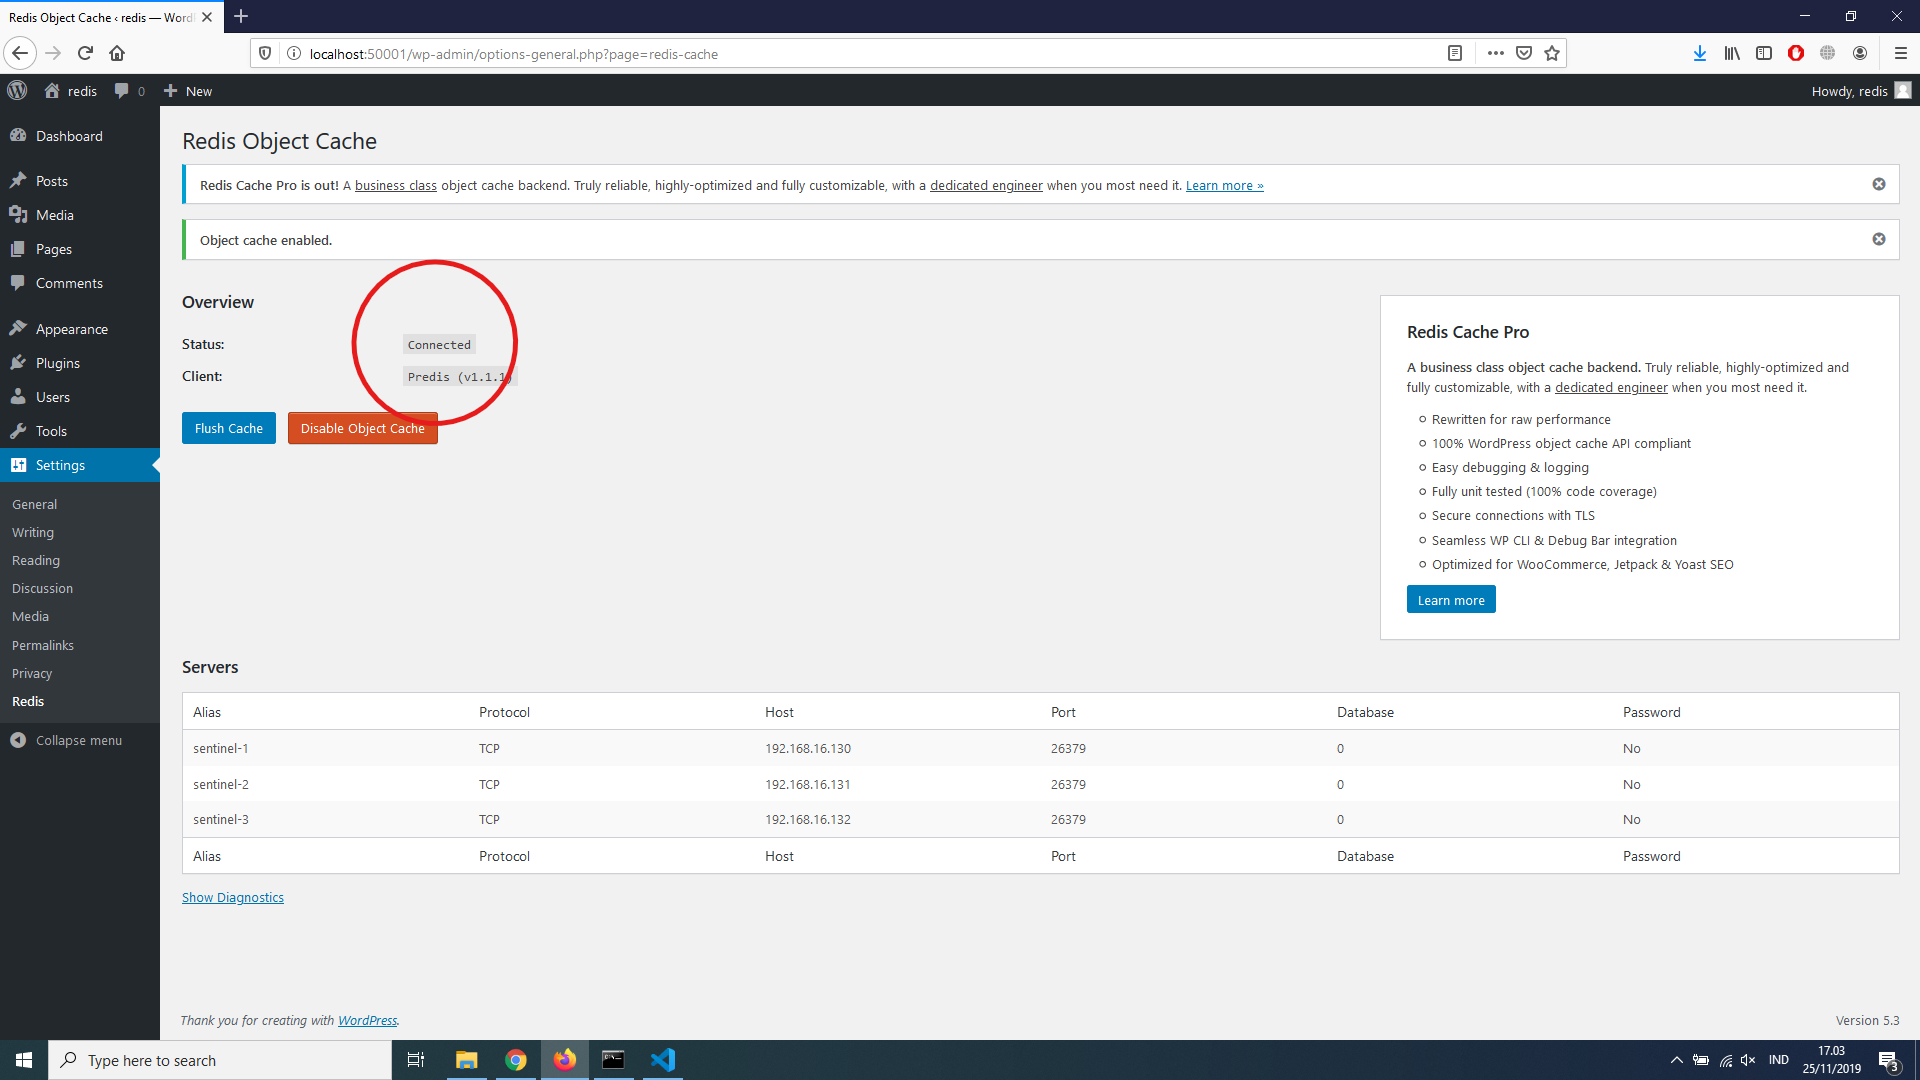 Redis Object Cache ‹ redis — WordP
localhost:50001/wp-admin/options-general.php?page=redis-cache
redis
0
New
Howdy, redis
Dashboard
Posts
Media
Pages
Comments
Appearance
Plugins
Users
Tools
Settings
General
Writing
Reading
Discussion
Media
Permalinks
Privacy
Redis
Collapse menu
Redis Object Cache
Redis Cache Pro is out! A business class object cache backend. Truly reliable, highly-optimized and fully customizable, with a dedicated engineer when you most need it. Learn more »
Object cache enabled.
Overview
Status: Connected
Client: Predis (v1.1.1)
Flush Cache Disable Object Cache
Redis Cache Pro
A business class object cache backend. Truly reliable, highly-optimized and
fully customizable, with a dedicated engineer when you most need it.
Rewritten for raw performance
100% WordPress object cache API compliant
Easy debugging & logging
Fully unit tested (100% code coverage)
Secure connections with TLS
Seamless WP CLI & Debug Bar integration
Optimized for WooCommerce, Jetpack & Yoast SEO
Learn more
Servers
Alias Protocol Host Port Database Password
sentinel-1 TCP 192.168.16.130 26379 0 No
sentinel-2 TCP 192.168.16.131 26379 0 No
sentinel-3 TCP 192.168.16.132 26379 0 No
Alias Protocol Host Port Database Password
Show Diagnostics
Thank you for creating with WordPress.
Version 5.3
Type here to search
IND
17.03
25/11/2019
3